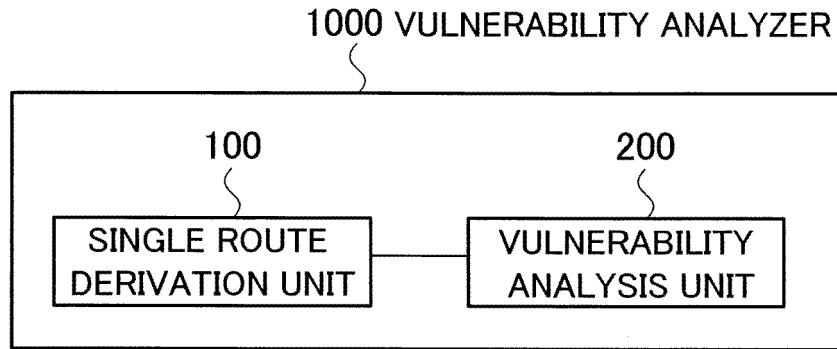 1000 VULNERABILITY ANALYZER
100
200
SINGLE ROUTE
DERIVATION UNIT
VULNERABILITY
ANALYSIS UNIT